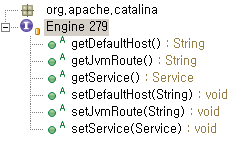 org.apache.catalina
I Engine 279
A getDefaultHost() : String
A getJvmRoute() : String
A getService() : Service
A setDefaultHost(String) : void
A setJvmRoute(String) : void
A setService(Service) : void